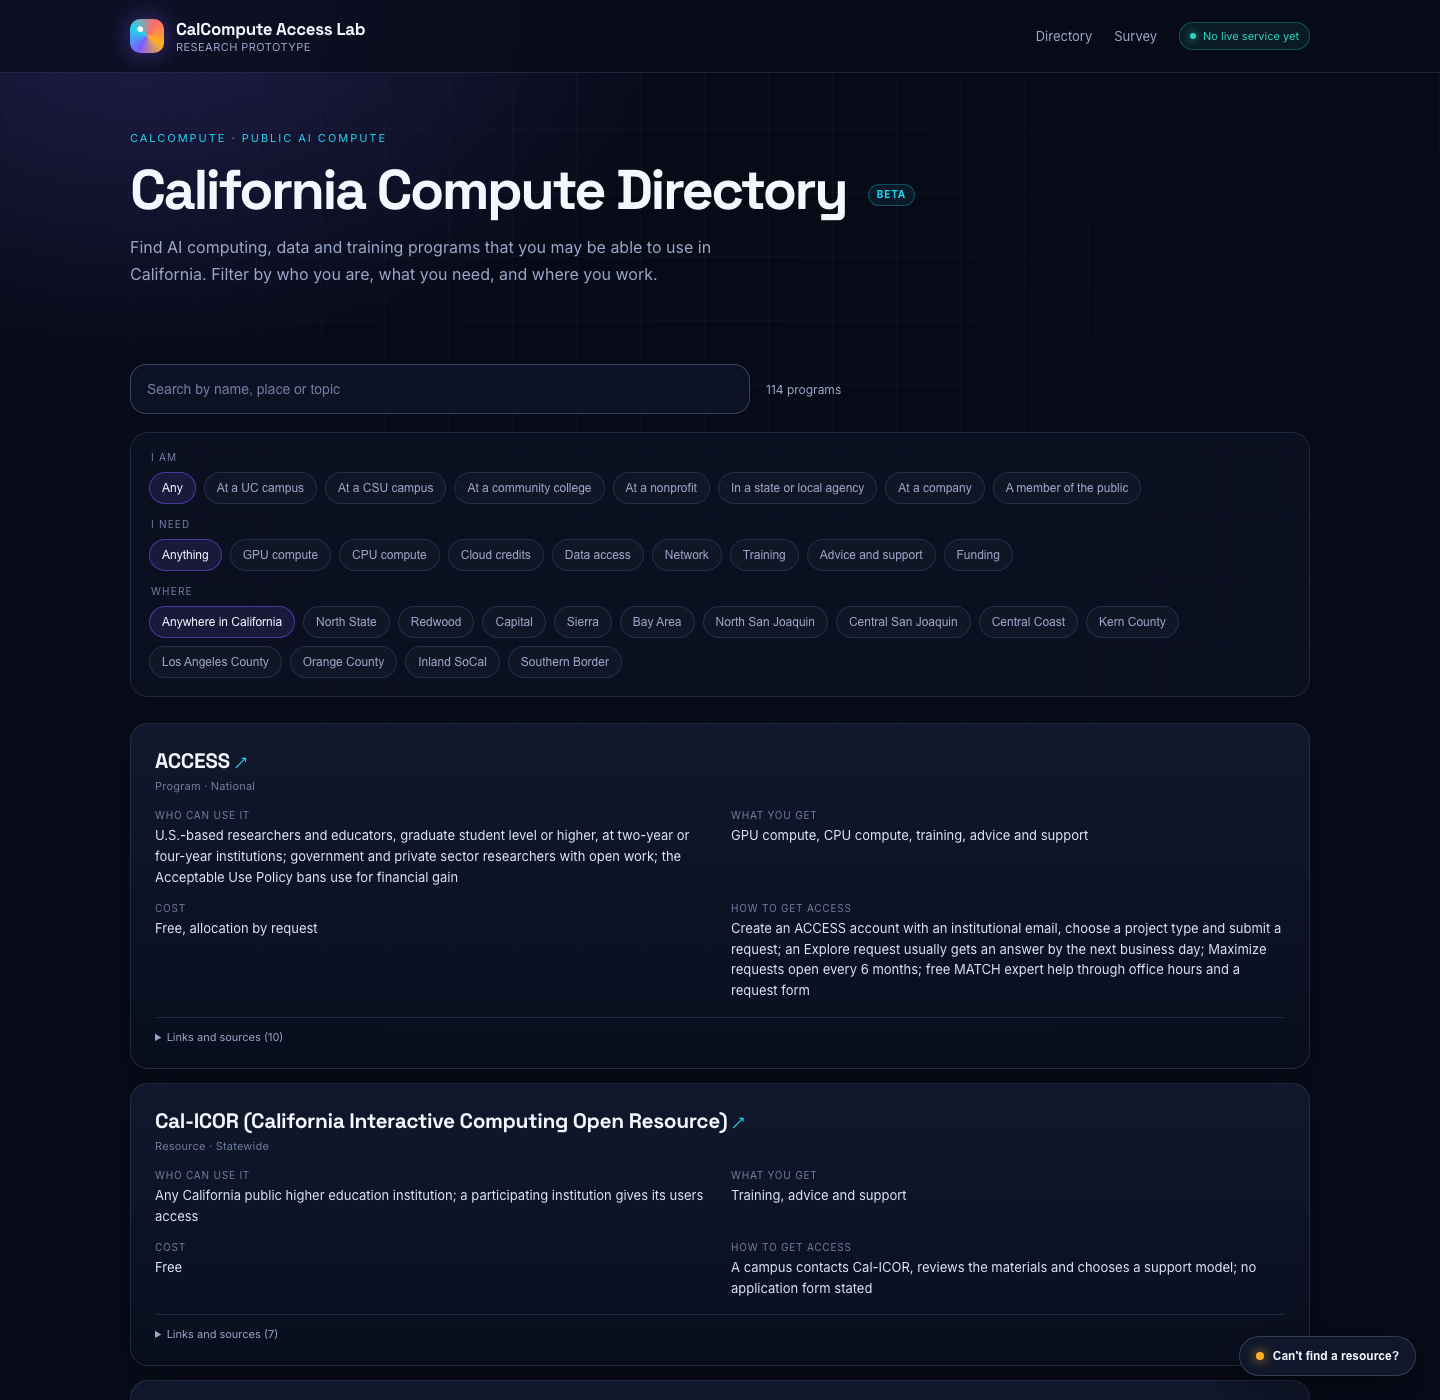 CalCompute Access Lab
RESEARCH PROTOTYPE
Directory
Survey
No live service yet
CALCOMPUTE · PUBLIC AI COMPUTE
California Compute Directory
BETA
Find AI computing, data and training programs that you may be able to use in
California. Filter by who you are, what you need, and where you work.
Search by name, place or topic
114 programs
I AM
Any
At a UC campus
At a CSU campus
At a community college
At a nonprofit
In a state or local agency
At a company
A member of the public
I NEED
Anything
GPU compute
CPU compute
Cloud credits
Data access
Network
Training
Advice and support
Funding
WHERE
Anywhere in California
North State
Redwood
Capital
Sierra
Bay Area
North San Joaquin
Central San Joaquin
Central Coast
Kern County
Los Angeles County
Orange County
Inland SoCal
Southern Border
ACCESS ↗
Program · National
WHO CAN USE IT
U.S.-based researchers and educators, graduate student level or higher, at two-year or
four-year institutions; government and private sector researchers with open work; the
Acceptable Use Policy bans use for financial gain
WHAT YOU GET
GPU compute, CPU compute, training, advice and support
COST
Free, allocation by request
HOW TO GET ACCESS
Create an ACCESS account with an institutional email, choose a project type and submit a
request; an Explore request usually gets an answer by the next business day; Maximize
requests open every 6 months; free MATCH expert help through office hours and a
request form
Links and sources (10)
Cal-ICOR (California Interactive Computing Open Resource) ↗
Resource · Statewide
WHO CAN USE IT
Any California public higher education institution; a participating institution gives its users
access
WHAT YOU GET
Training, advice and support
COST
Free
HOW TO GET ACCESS
A campus contacts Cal-ICOR, reviews the materials and chooses a support model; no
application form stated
Links and sources (7)
Can't find a resource?